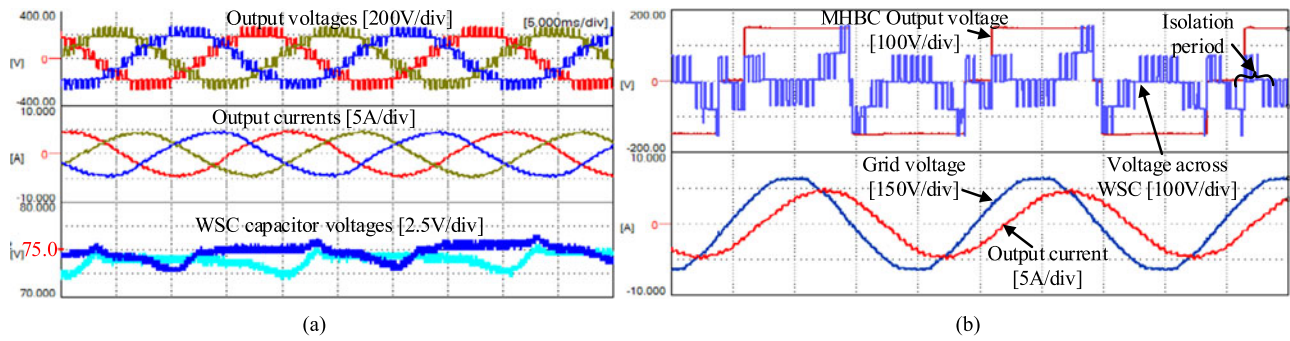 Output voltages [200V/div]
[5.000ms/div]
400.00
[V]
0
-400.00
10.000
Output currents [5A/div]
[A]
0
-10.000
80.000
WSC capacitor voltages [2.5V/div]
[V]
75.0
70.000
(a)
200.00
MHBC Output voltage
[100V/div]
Isolation
period
[V]
0
-200.00
10.000
Grid voltage
[150V/div]
Voltage across
WSC [100V/div]
[A]
0
Output current
[5A/div]
-10.000
(b)